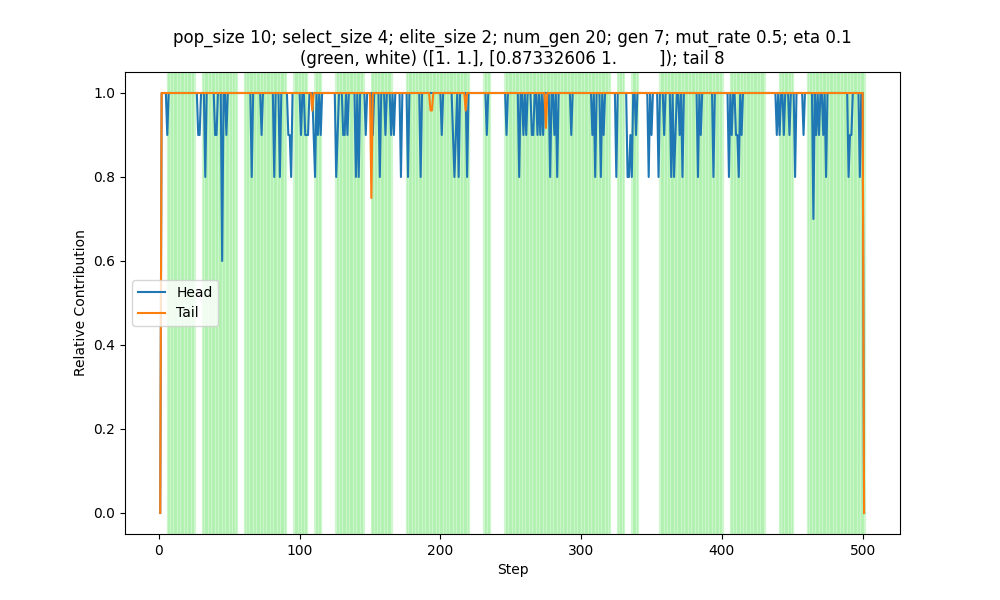 pop_size 10; select_size 4; elite_size 2; num_gen 20; gen 7; mut_rate 0.5; eta 0.1
(green, white) ([1. 1.], [0.87332606 1.         ]); tail 8
1.0
0.8
0.6
0.4
0.2
0.0
Relative Contribution
Head
Tail
0
100
200
300
400
500
Step